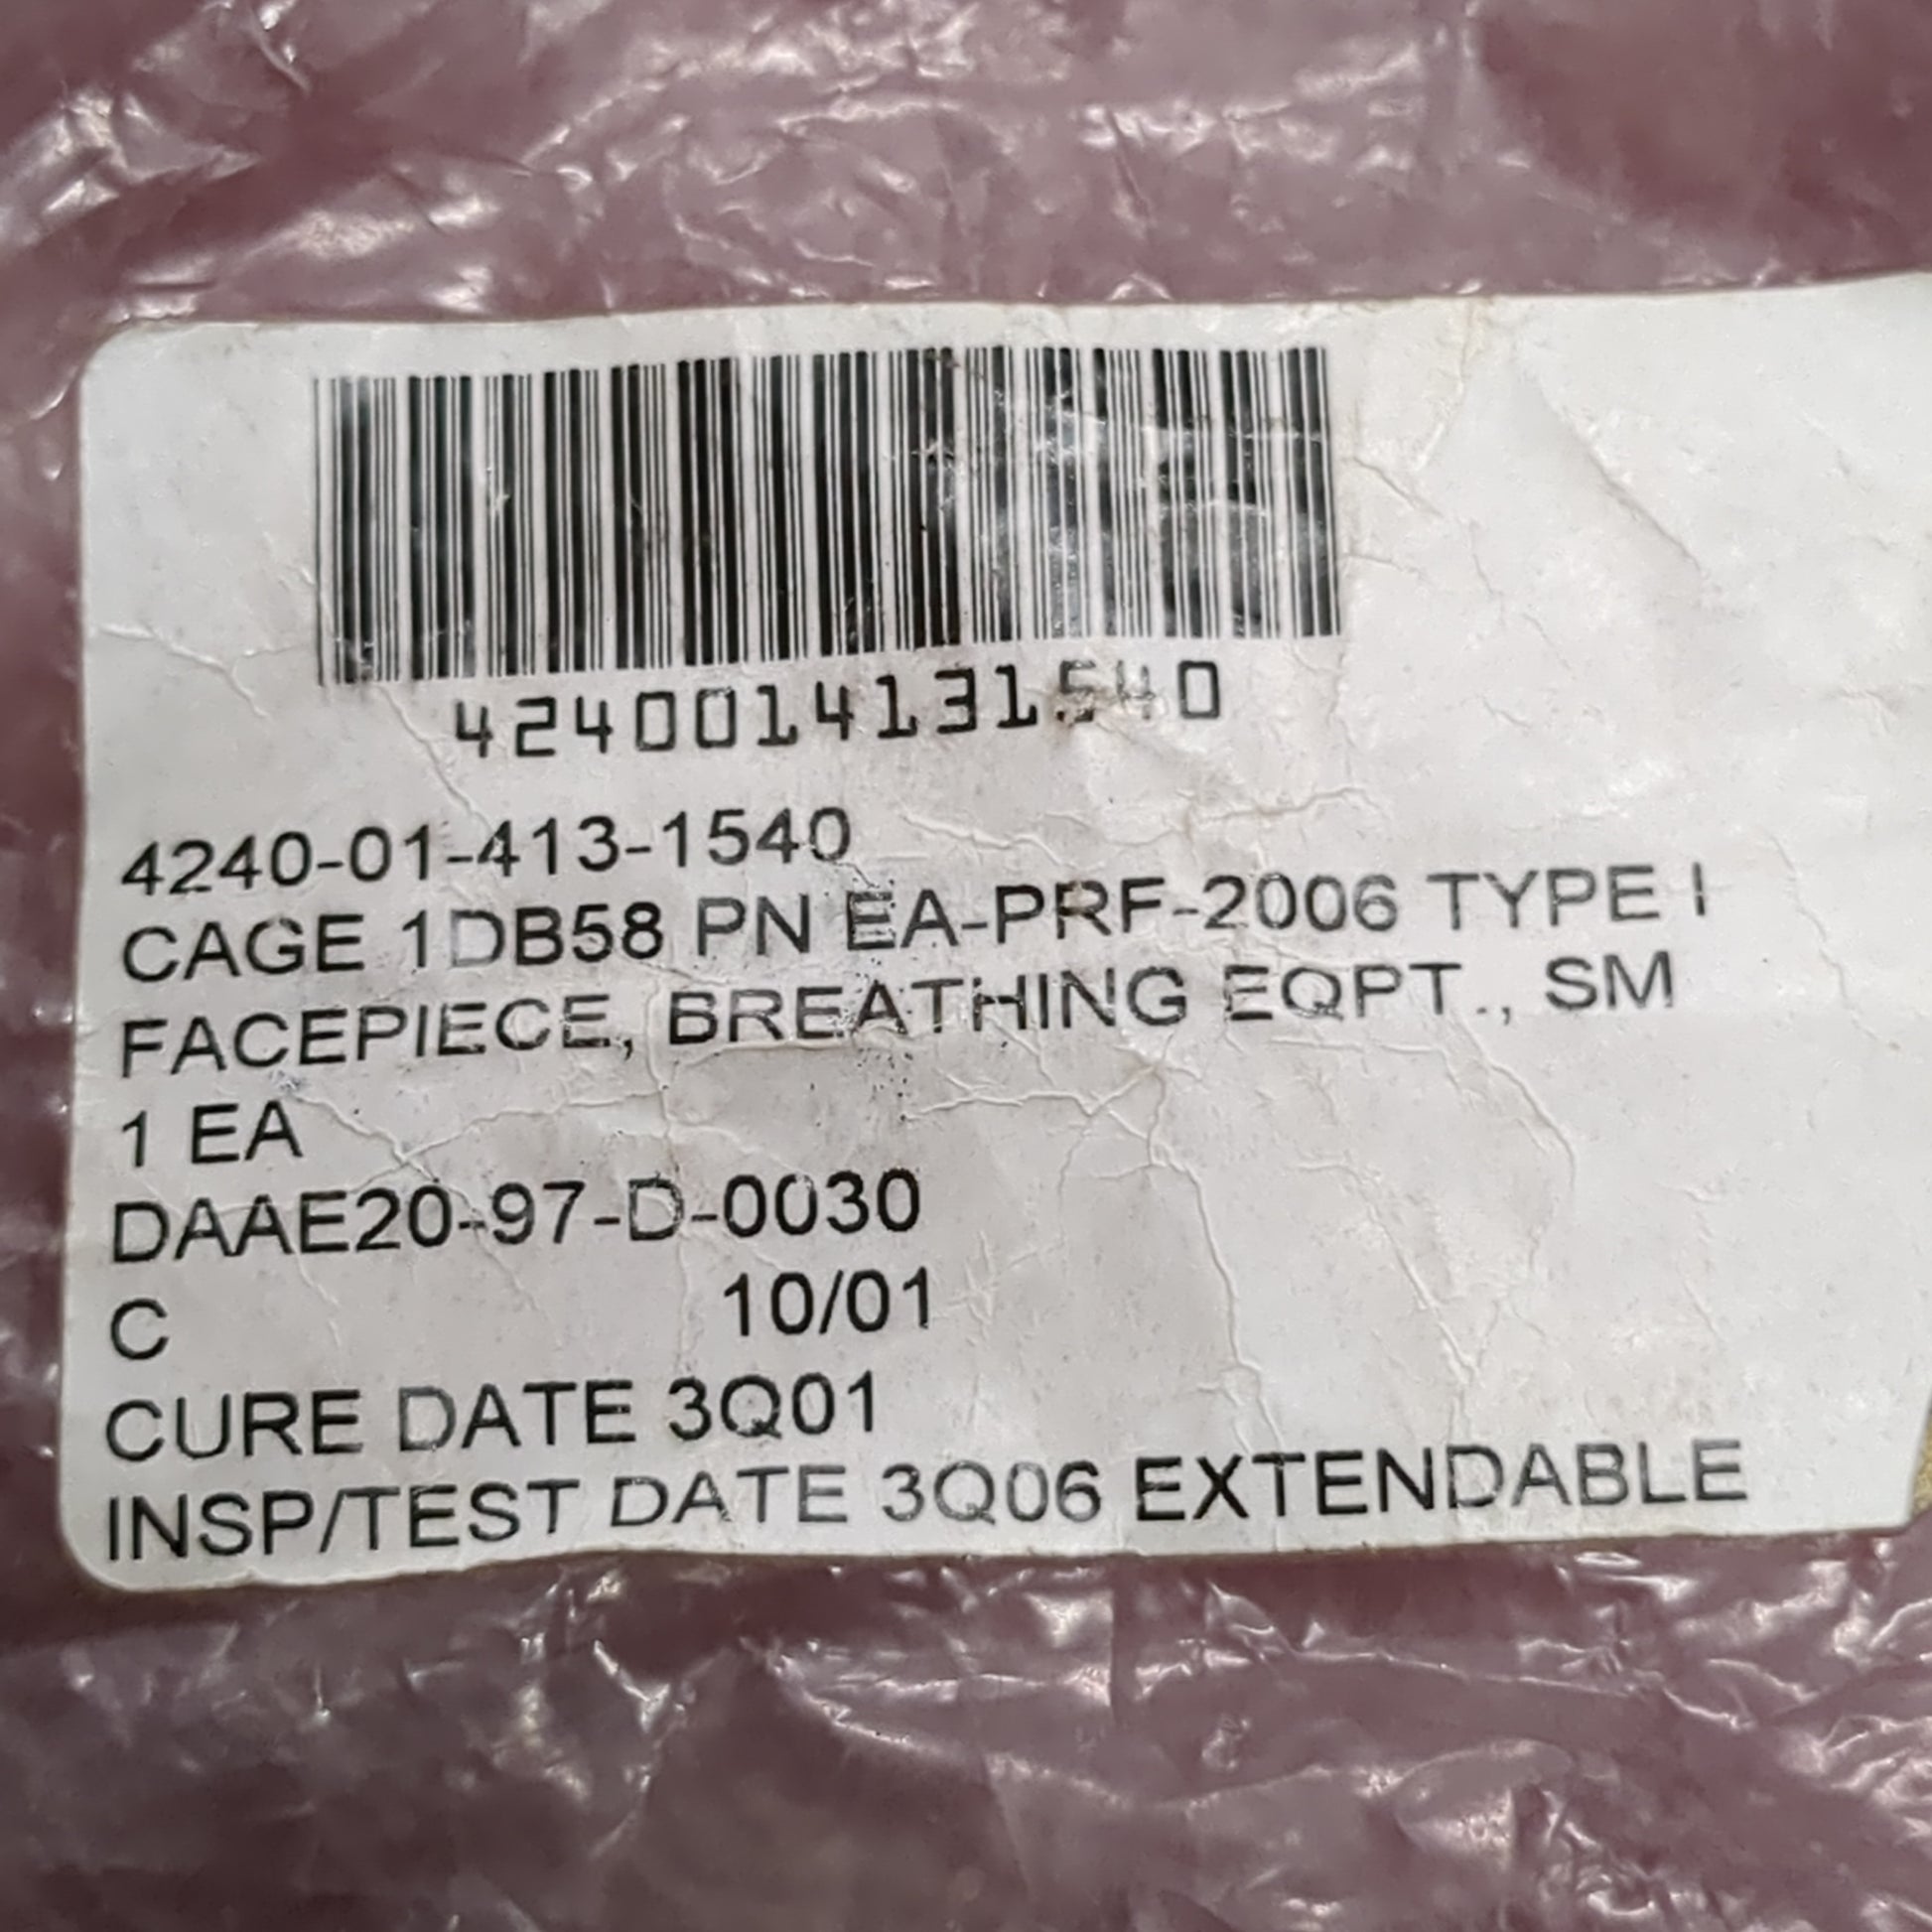 4240014131540
4240-01-413-1540
CAGE 1DB58 PN EA-PRF-2006 TYPE I
FACEPIECE, BREATHING EQPT., SM
1 EA
DAAE20-97-D-0030
C 10/01
CURE DATE 3Q01
INSP/TEST DATE 3Q06 EXTENDABLE